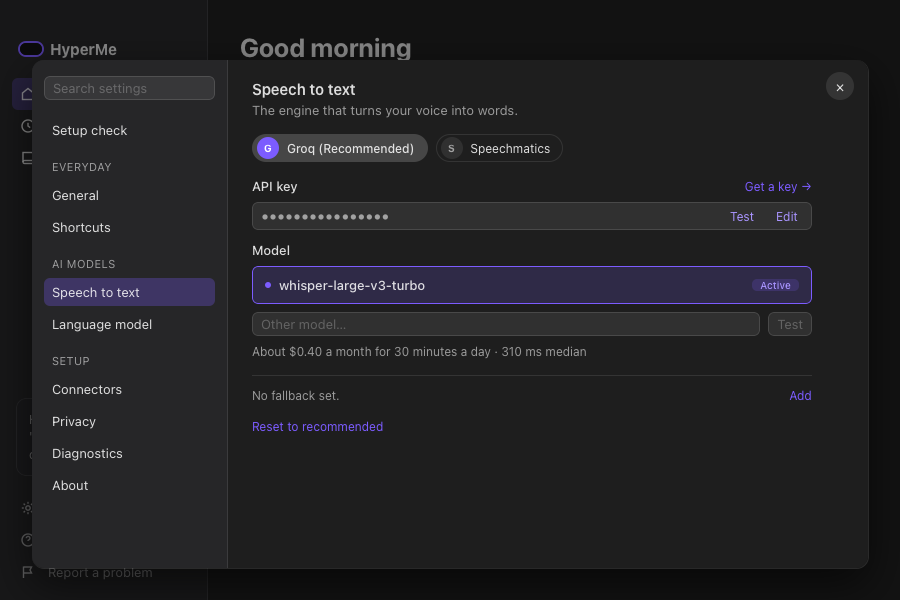 HyperMe
Good morning
Search settings
Setup check
EVERYDAY
General
Shortcuts
AI MODELS
Speech to text
Language model
SETUP
Connectors
Privacy
Diagnostics
About
Report a problem
Speech to text
The engine that turns your voice into words.
G Groq (Recommended)
S Speechmatics
API key
Get a key →
Test
Edit
Model
whisper-large-v3-turbo
Active
Other model...
Test
About $0.40 a month for 30 minutes a day · 310 ms median
No fallback set.
Add
Reset to recommended